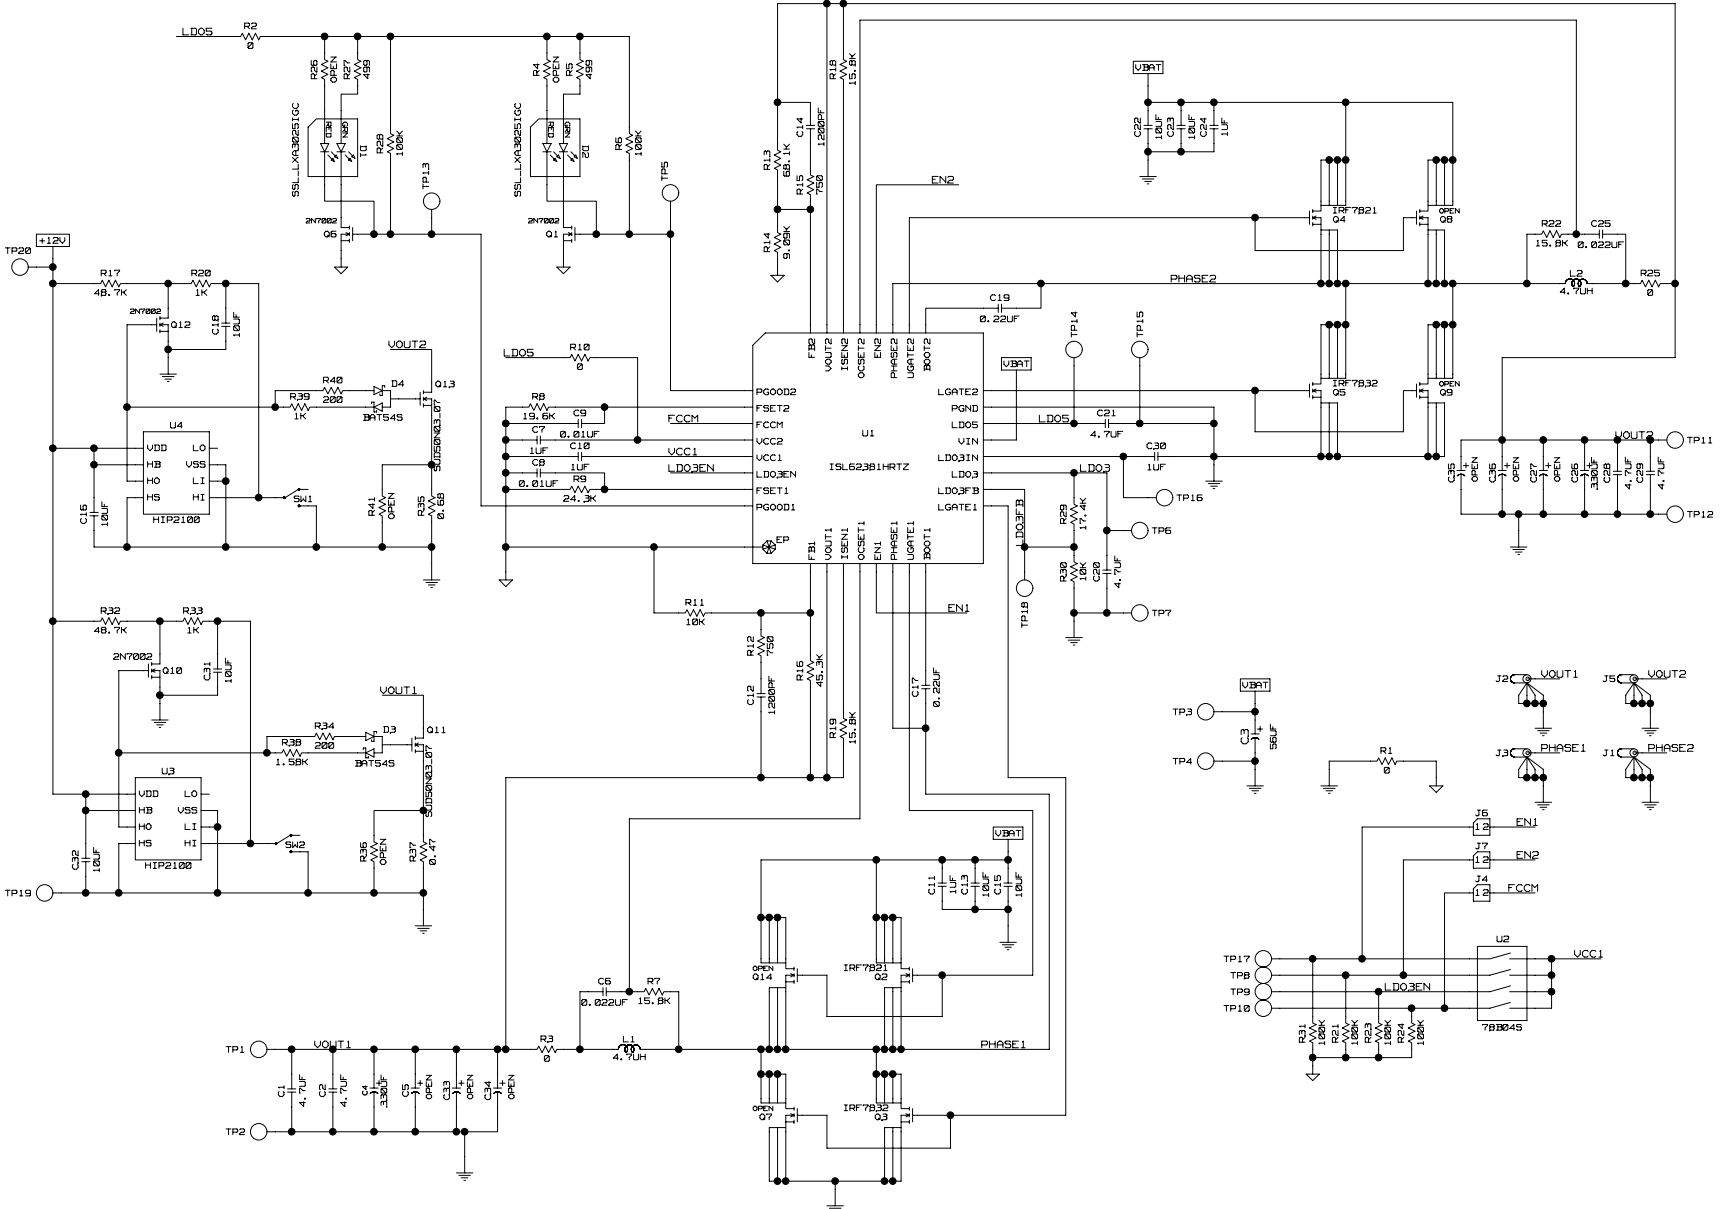 LDO5
R2
0
R26
OPEN
R27
499
SSL_LXA3025IGC
RED
GRN
D1
R28
100K
TP13
2N7002
Q6
R4
OPEN
R5
499
SSL_LXA3025IGC
RED
GRN
D2
R6
100K
TP5
2N7002
Q1
R18
15.8K
C14
1200PF
R13
68.1K
R15
750
R14
9.09K
EN2
VBAT
C22
10UF
C23
10UF
C24
1UF
IRF7821
Q4
OPEN
Q8
R22
15.8K
C25
0.022UF
PHASE2
L2
4.7UH
R25
0
C19
0.22UF
TP14
TP15
VBAT
IRF7832
Q5
OPEN
Q9
TP20
+12V
R17
48.7K
R20
1K
2N7002
Q12
C18
10UF
VOUT2
R40
200
D4
Q13
R39
1K
BAT54S
SUD50N03_07
U4
VDD
LO
HB
VSS
HO
LI
HS
HI
HIP2100
C16
10UF
SW1
R41
OPEN
R35
0.68
LDO5
R10
0
R8
19.6K
C9
0.01UF
FCCM
C7
1UF
C10
1UF
VCC1
C8
0.01UF
LDO3EN
R9
24.3K
FB2
VOUT2
ISEN2
OCSET2
EN2
PHASE2
UGATE2
BOOT2
PGOOD2
FSET2
FCCM
VCC2
VCC1
LDO3EN
FSET1
PGOOD1
U1
ISL62381HRTZ
LGATE2
PGND
LDO5
VIN
LDO3IN
LDO3
LDO3FB
LGATE1
EP
FB1
VOUT1
ISEN1
OCSET1
EN1
PHASE1
UGATE1
BOOT1
LDO5
C21
4.7UF
C30
1UF
LDO3
TP16
LDO3FB
R29
17.4K
TP6
R30
10K
C20
4.7UF
TP18
TP7
VOUT2
TP11
C35
OPEN
C36
OPEN
C27
OPEN
C26
330UF
C28
4.7UF
C29
4.7UF
TP12
R11
10K
R12
750
C12
1200PF
R16
45.3K
R19
15.8K
EN1
C17
0.22UF
R32
48.7K
R33
1K
2N7002
Q10
C31
10UF
VOUT1
R34
200
D3
Q11
R38
1.58K
BAT54S
SUD50N03_07
U3
VDD
LO
HB
VSS
HO
LI
HS
HI
HIP2100
C32
10UF
SW2
R36
OPEN
R37
0.47
TP19
TP3
VBAT
C3
56UF
TP4
R1
0
J2
VOUT1
J5
VOUT2
J3
PHASE1
J1
PHASE2
J6
12
EN1
J7
12
EN2
J4
12
FCCM
U2
VCC1
TP17
TP8
TP9
LDO3EN
TP10
78B04S
R31
100K
R21
100K
R23
100K
R24
100K
VBAT
C11
1UF
C13
10UF
C15
10UF
OPEN
Q14
IRF7821
Q2
C6
0.022UF
R7
15.8K
R3
0
L1
4.7UH
PHASE1
TP1
VOUT1
C1
4.7UF
C2
4.7UF
C4
330UF
C5
OPEN
C33
OPEN
C34
OPEN
TP2
OPEN
Q7
IRF7832
Q3